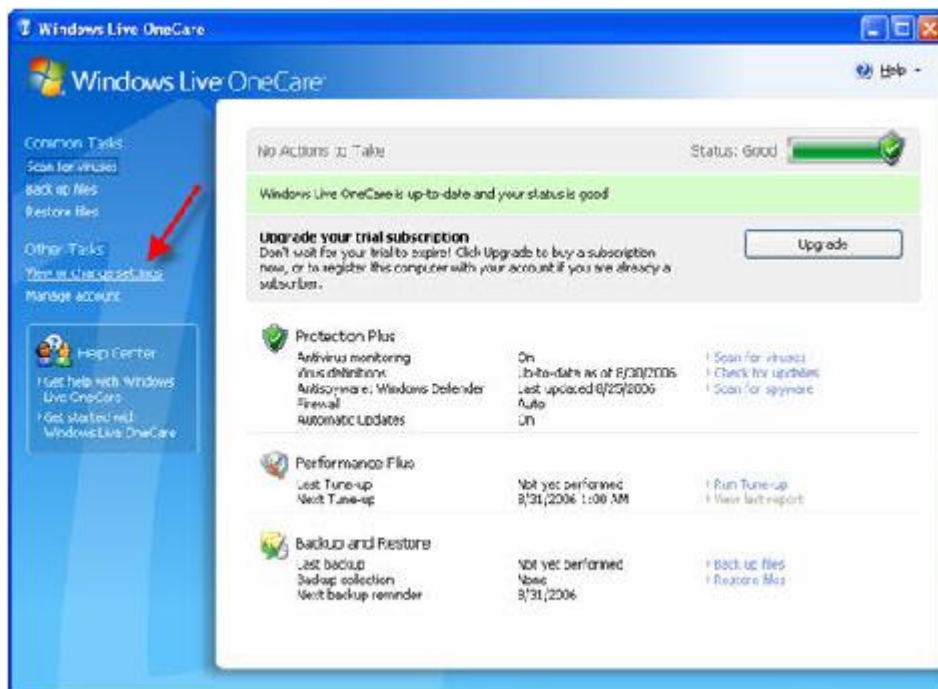 Windows Live OneCare
Windows Live OneCare
Help
Common Tasks
Scan for viruses
Back up files
Restore files
Other Tasks
View or change settings
Manage account
Help Center
Get help with Windows
Live OneCare
Get started with
Windows Live OneCare
No Actions to Take
Status: Good
Windows Live OneCare is up-to-date and your status is good
Upgrade your trial subscription
Don't wait for your trial to expire! Click Upgrade to buy a subscription
now, or to register this computer with your account if you are already a
subscriber.
Upgrade
Protection Plus
Antivirus monitoring On Scan for viruses
Virus definitions Up-to-date as of 8/30/2006 Check for updates
Antispyware: Windows Defender Last updated 8/25/2006 Scan for spyware
Firewall Auto
Automatic Updates On
Performance Plus
Last Tune-up Not yet performed Run Tune-up
Next Tune-up 8/31/2006 1:00 AM View last report
Backup and Restore
Last backup Not yet performed Back up files
Backup collection None Restore files
Next backup reminder 8/31/2006